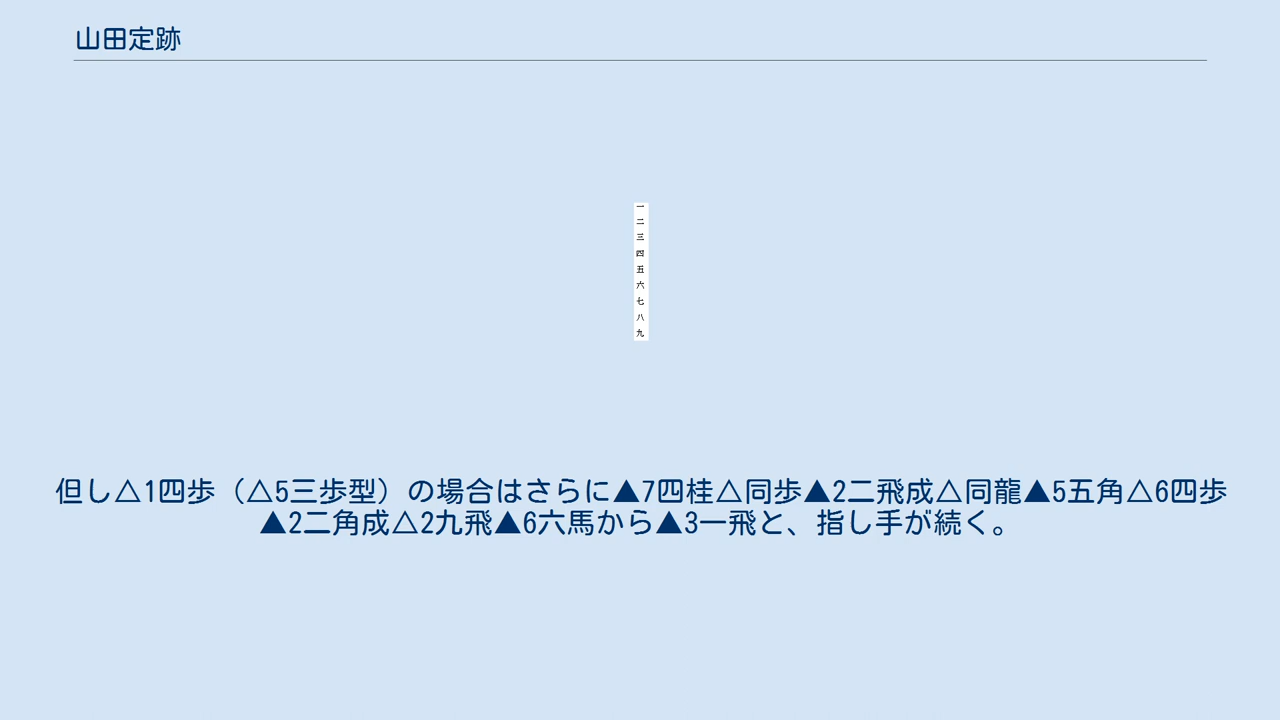 山田定跡
一
二
三
四
五
六
七
八
九
但し△1四歩（△5三歩型）の場合はさらに▲7四桂△同歩▲2二飛成△同龍▲5五角△6四歩
▲2二角成△2九飛▲6六馬から▲3一飛と、指し手が続く。